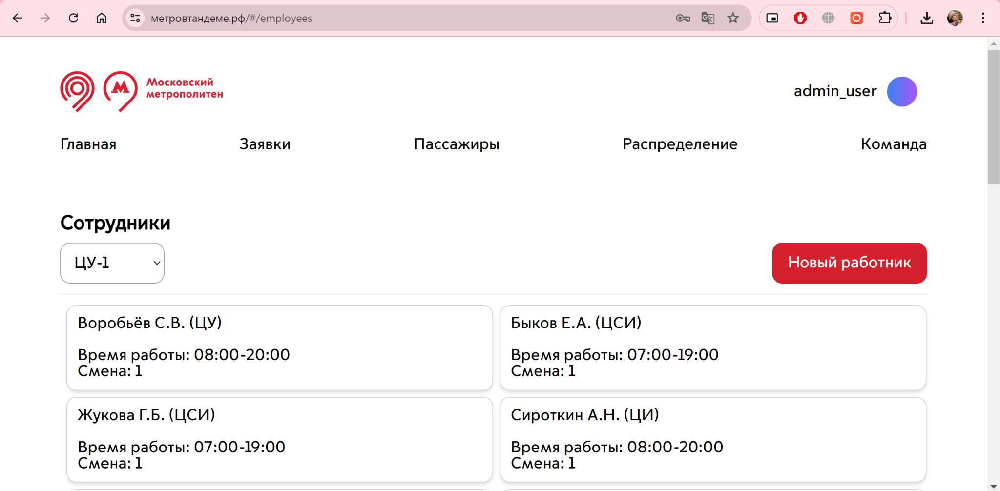 метровтандеме.рф/#/employees
Московский
метрополитен
admin_user
Главная Заявки Пассажиры Распределение Команда
Сотрудники
ЦУ-1
Новый работник
Воробьёв С.В. (ЦУ)
Время работы: 08:00-20:00
Смена: 1
Быков Е.А. (ЦСИ)
Время работы: 07:00-19:00
Смена: 1
Жукова Г.Б. (ЦСИ)
Время работы: 07:00-19:00
Смена: 1
Сироткин А.Н. (ЦИ)
Время работы: 08:00-20:00
Смена: 1